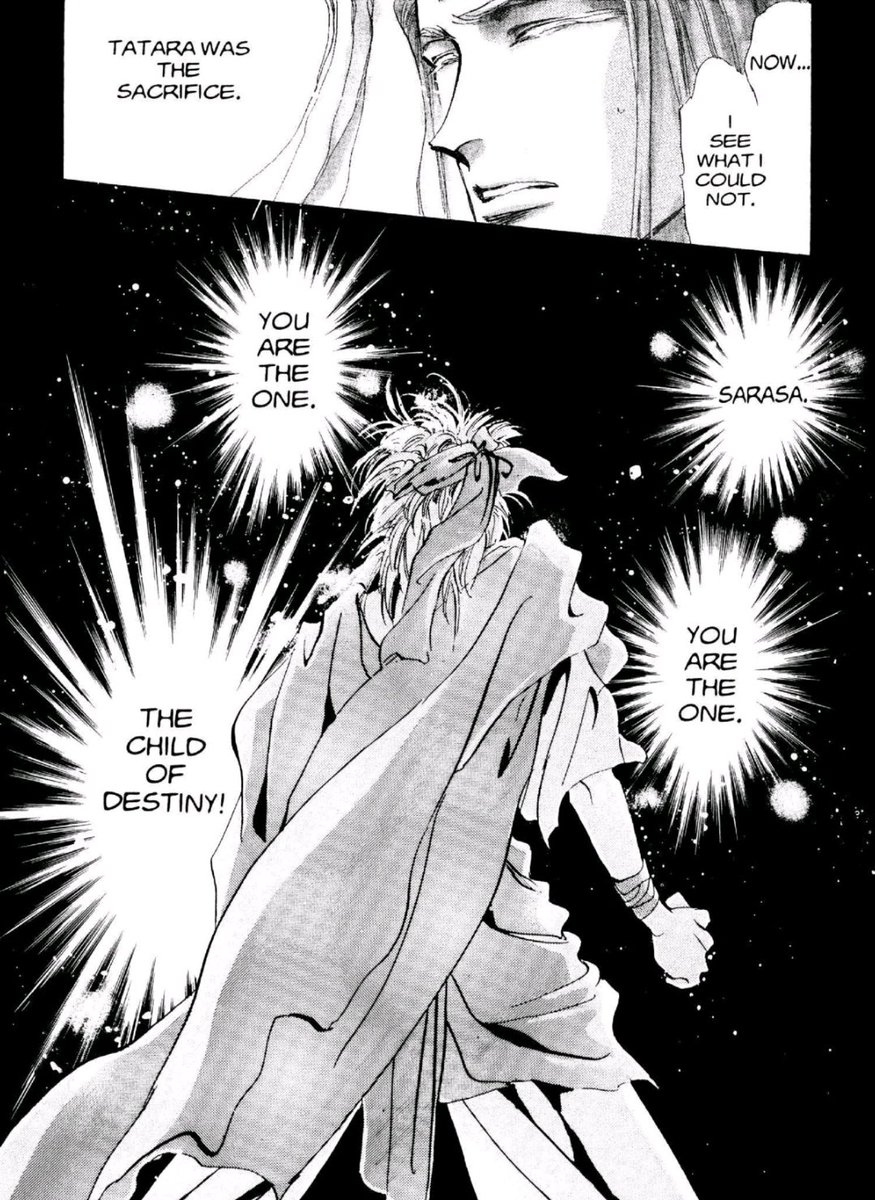 NOW...
I
SEE
WHAT I
COULD
NOT.
TATARA WAS
THE
SACRIFICE.
SARASA.
YOU
ARE
THE
ONE.
YOU
ARE
THE
ONE.
THE
CHILD
OF
DESTINY!